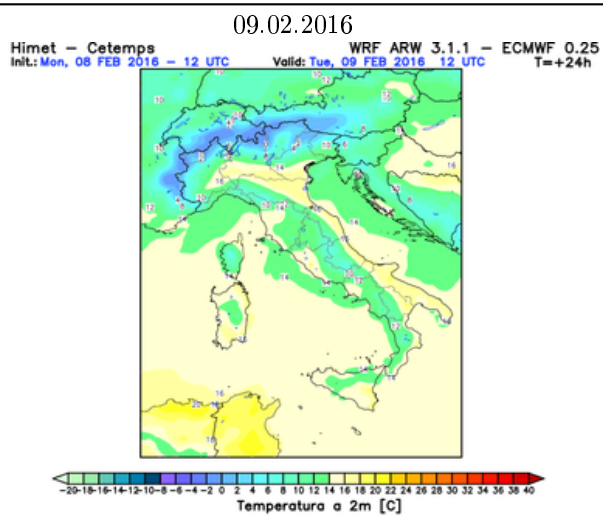 09.02.2016
Himet – Cetemps WRF ARW 3.1.1 – ECMWF 0.25
Init.: Mon, 08 FEB 2016 – 12 UTC Valid: Tue, 09 FEB 2016 12 UTC T=+24h
-20-18-16-14-12-10-8 -6 -4 -2 0 2 4 6 8 10 12 14 16 18 20 22 24 26 28 30 32 34 36 38 40
Temperatura a 2m [C]